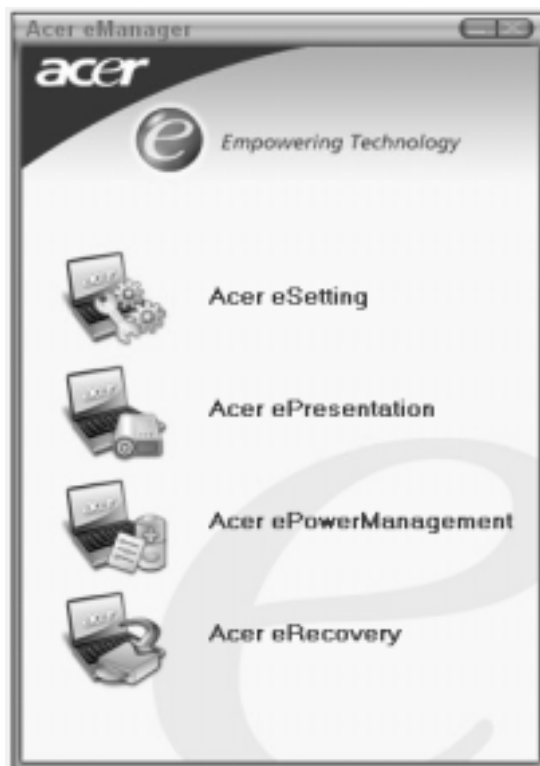 Acer eManager
acer
e Empowering Technology
Acer eSetting
Acer ePresentation
Acer ePowerManagement
Acer eRecovery